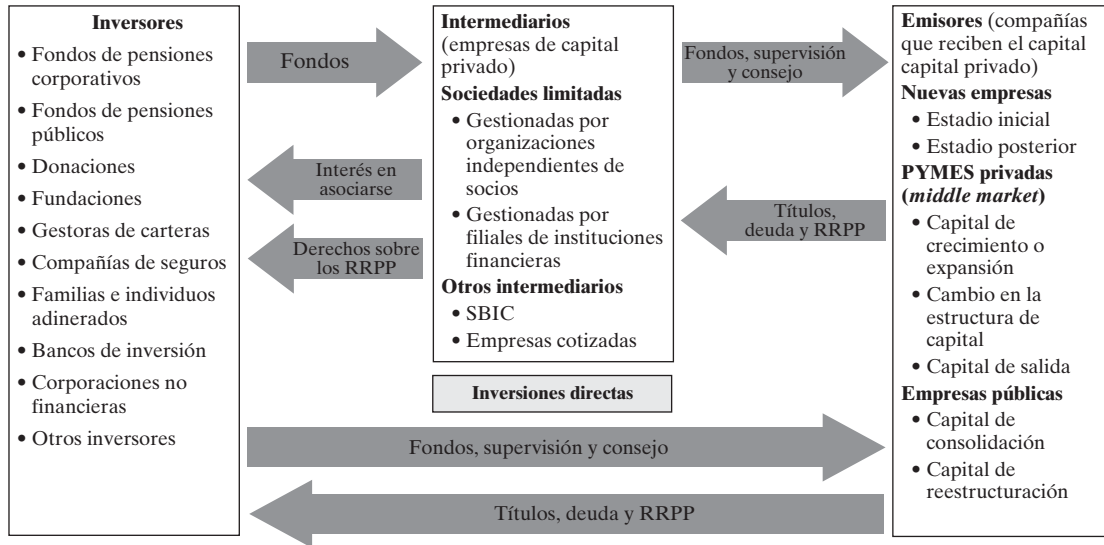 Inversores
• Fondos de pensiones
corporativos
• Fondos de pensiones
públicos
• Donaciones
• Fundaciones
• Gestoras de carteras
• Compañías de seguros
• Familias e individuos
adinerados
• Bancos de inversión
• Corporaciones no
financieras
• Otros inversores
Fondos
Interés en
asociarse
Derechos sobre
los RRPP
Intermediarios
(empresas de capital
privado)
Sociedades limitadas
• Gestionadas por
organizaciones
independientes de
socios
• Gestionadas por
filiales de instituciones
financieras
Otros intermediarios
• SBIC
• Empresas cotizadas
Fondos, supervisión
y consejo
Títulos,
deuda y RRPP
Emisores (compañías
que reciben el capital
capital privado)
Nuevas empresas
• Estadio inicial
• Estadio posterior
PYMES privadas
(middle market)
• Capital de
crecimiento o
expansión
• Cambio en la
estructura de
capital
• Capital de salida
Empresas públicas
• Capital de
consolidación
• Capital de
reestructuración
Inversiones directas
Fondos, supervisión y consejo
Títulos, deuda y RRPP